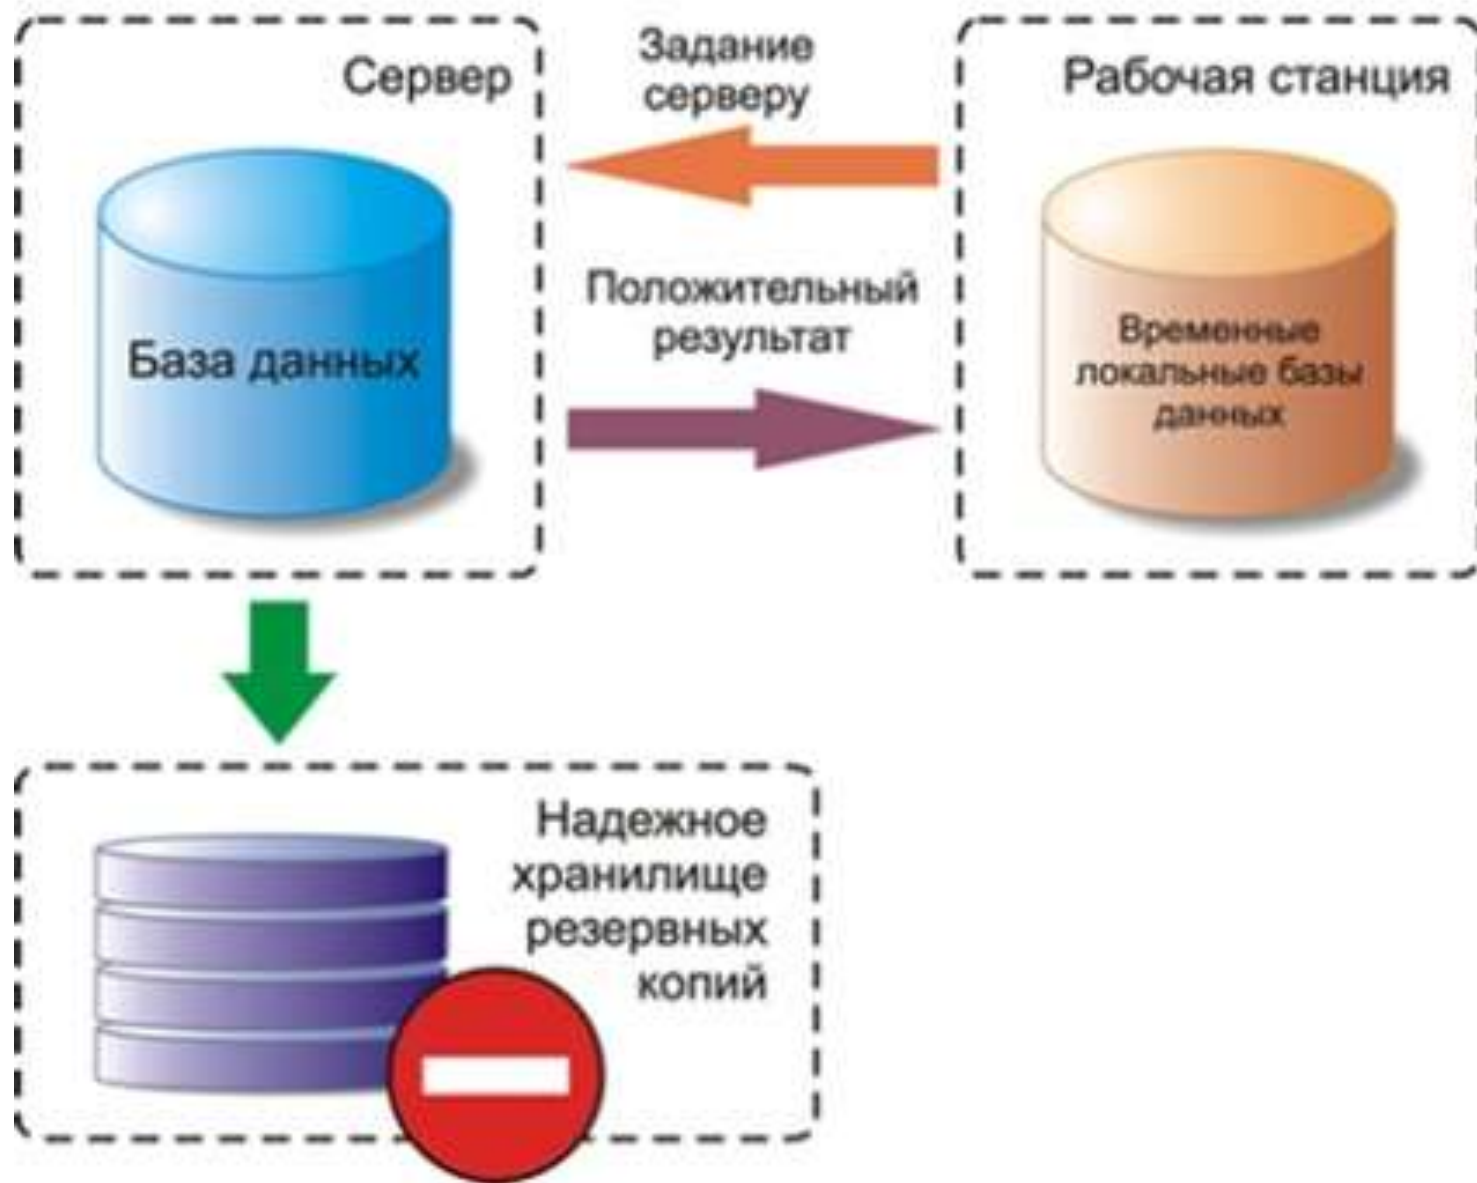 Сервер
База данных
Задание
серверу
Положительный
результат
Рабочая станция
Временные
локальные базы
данных
Надежное
хранилище
резервных
копий